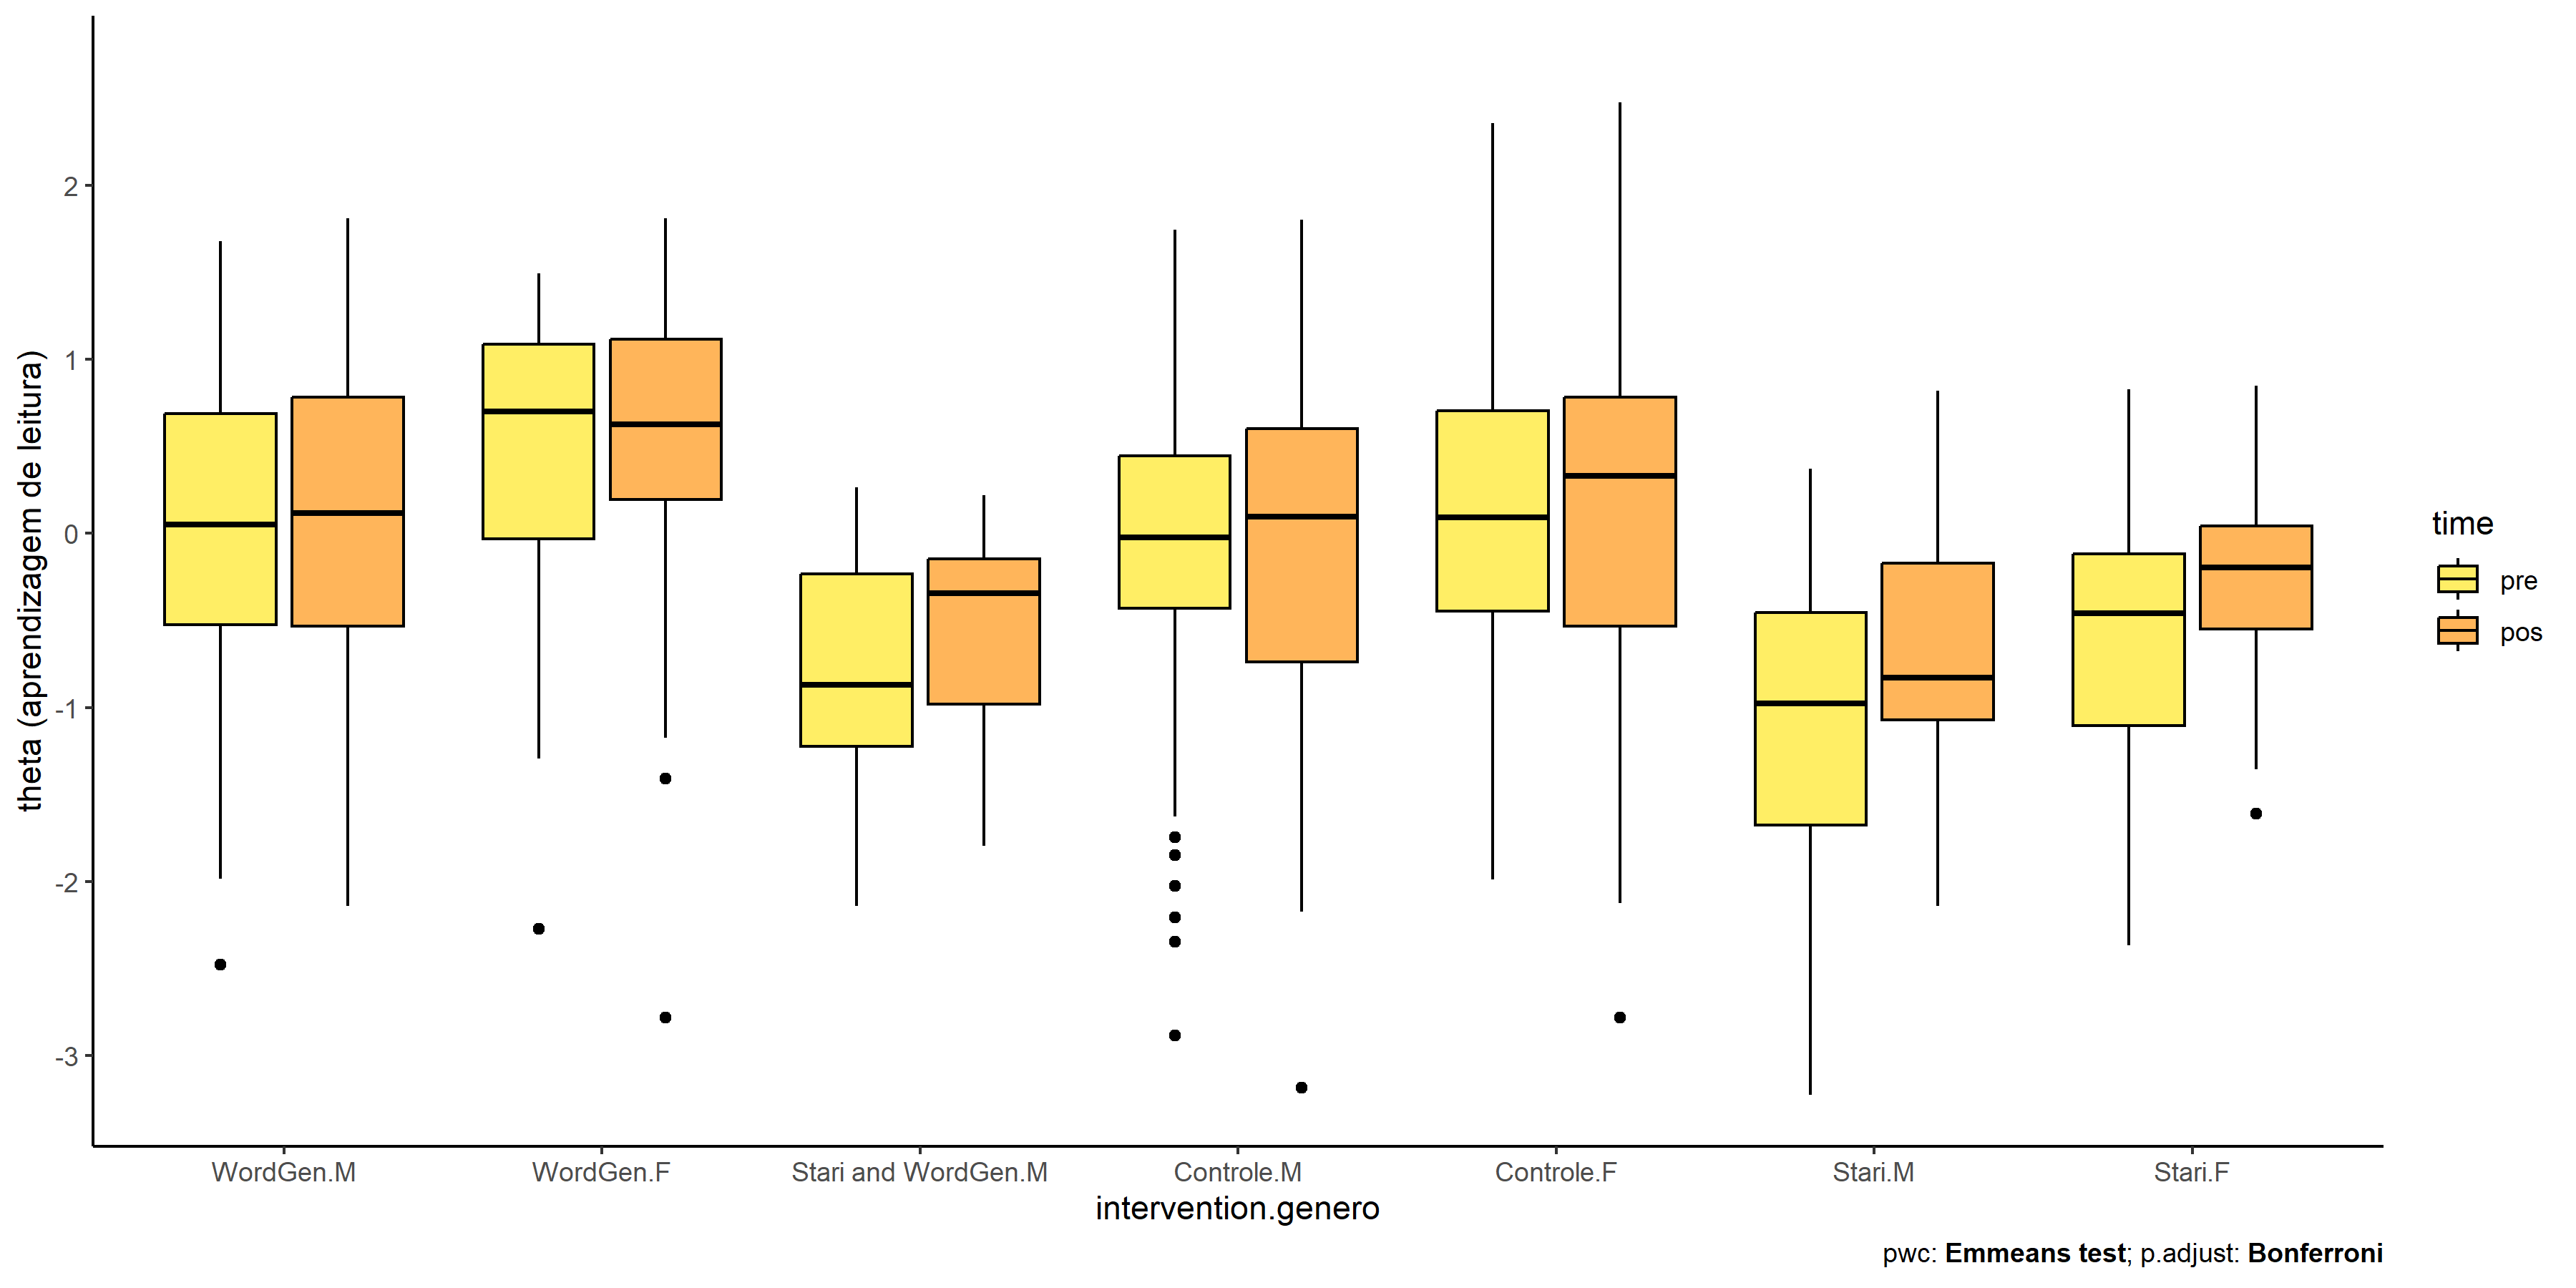 theta (aprendizagem de leitura)
2
1
0
-1
-2
-3
WordGen.M
WordGen.F
Stari and WordGen.M
Controle.M
Controle.F
Stari.M
Stari.F
intervention.genero
time
pre
pos
pwc: Emmeans test; p.adjust: Bonferroni